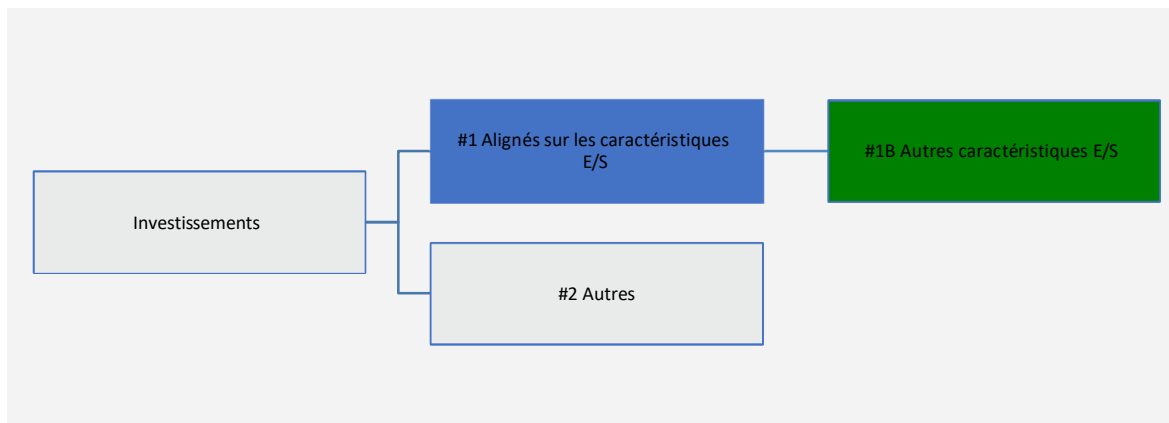 #1 Alignés sur les caractéristiques
E/S
#1B Autres caractéristiques E/S
Investissements
#2 Autres